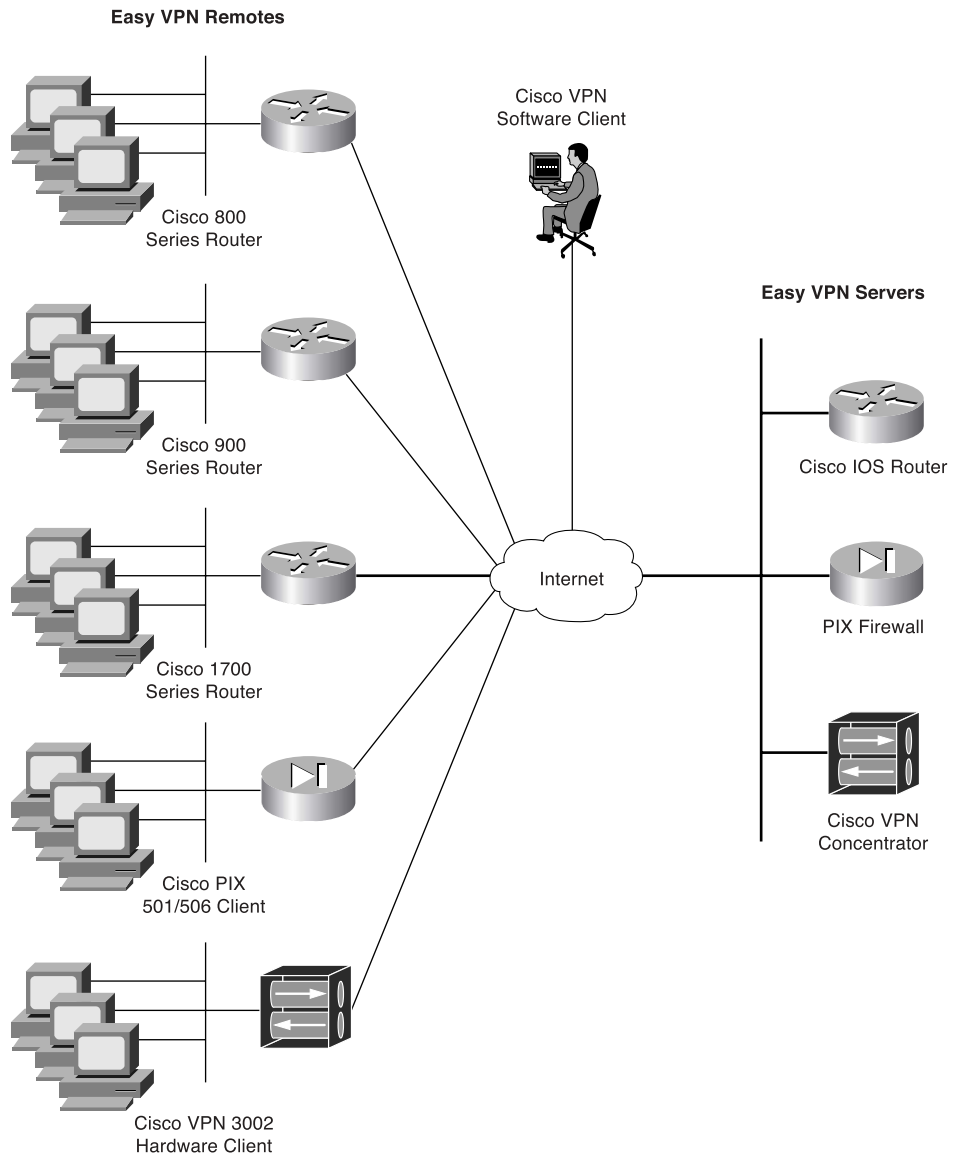 Easy VPN Remotes
Cisco 800
Series Router
Cisco 900
Series Router
Cisco 1700
Series Router
Cisco PIX
501/506 Client
Cisco VPN 3002
Hardware Client
Cisco VPN
Software Client
Internet
Easy VPN Servers
Cisco IOS Router
PIX Firewall
Cisco VPN
Concentrator